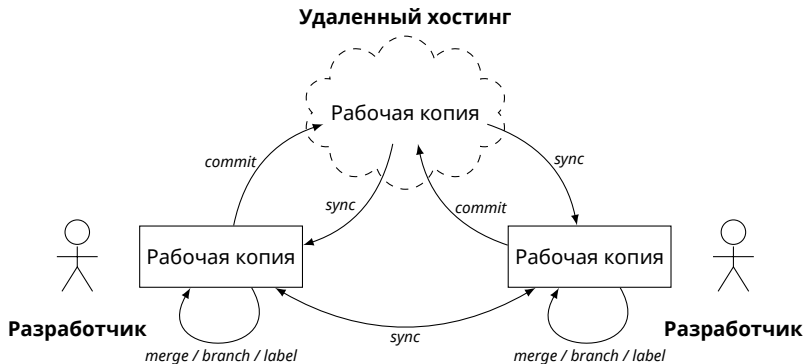 Удаленный хостинг
Рабочая копия
commit
sync
sync
commit
Рабочая копия
Рабочая копия
Разработчик
Разработчик
sync
merge / branch / label
merge / branch / label